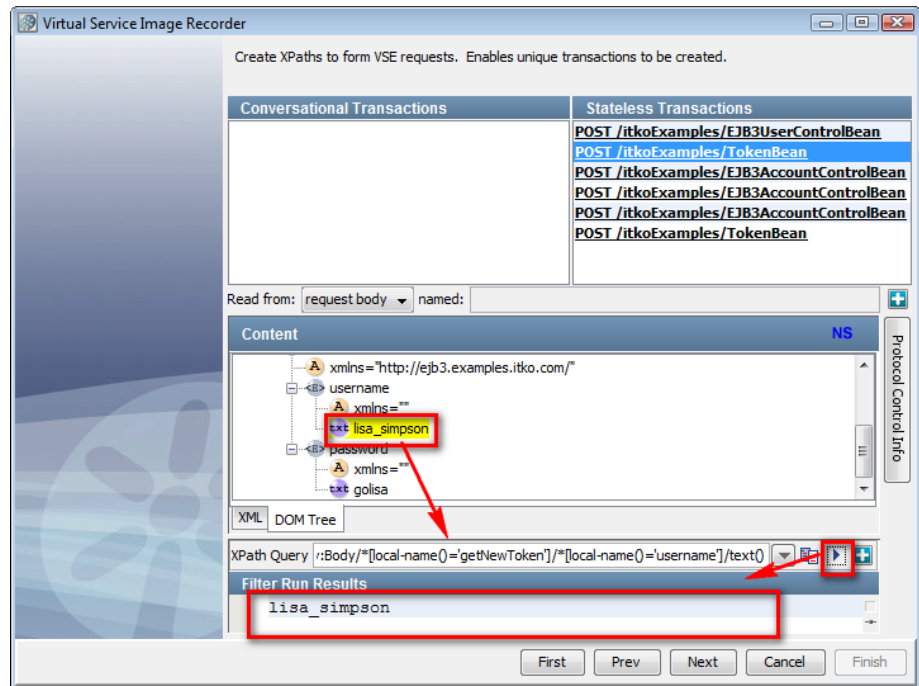 Virtual Service Image Recorder
Create XPaths to form VSE requests. Enables unique transactions to be created.
Conversational Transactions
Stateless Transactions
POST /itkoExamples/EJB3UserControlBean
POST /itkoExamples/TokenBean
POST /itkoExamples/EJB3AccountControlBean
POST /itkoExamples/EJB3AccountControlBean
POST /itkoExamples/EJB3AccountControlBean
POST /itkoExamples/TokenBean
Read from: request body named:
Content NS
A xmlns="http://ejb3.examples.itko.com/"
<E> username
A xmlns=""
txt lisa_simpson
<E> password
A xmlns=""
txt golisa
Protocol Control Info
XML DOM Tree
XPath Query :Body/*[local-name()='getNewToken']/*[local-name()='username']/text()
Filter Run Results
lisa_simpson
First Prev Next Cancel Finish